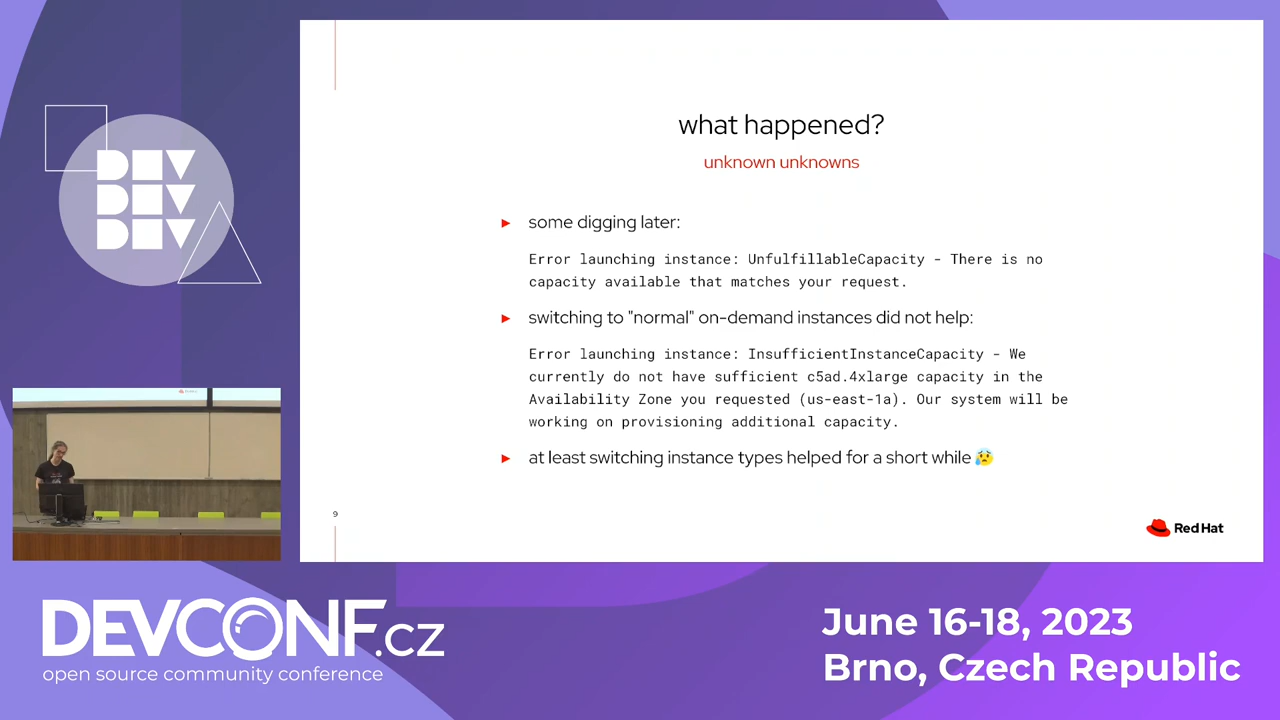 DEV
DEV
DEV
what happened?
unknown unknowns
► some digging later:
Error launching instance: UnfulfillableCapacity - There is no
capacity available that matches your request.
► switching to "normal" on-demand instances did not help:
Error launching instance: InsufficientInstanceCapacity - We
currently do not have sufficient c5ad.4xlarge capacity in the
Availability Zone you requested (us-east-1a). Our system will be
working on provisioning additional capacity.
► at least switching instance types helped for a short while 😰
9
Red Hat
DEVCONF.cz
open source community conference
June 16-18, 2023
Brno, Czech Republic